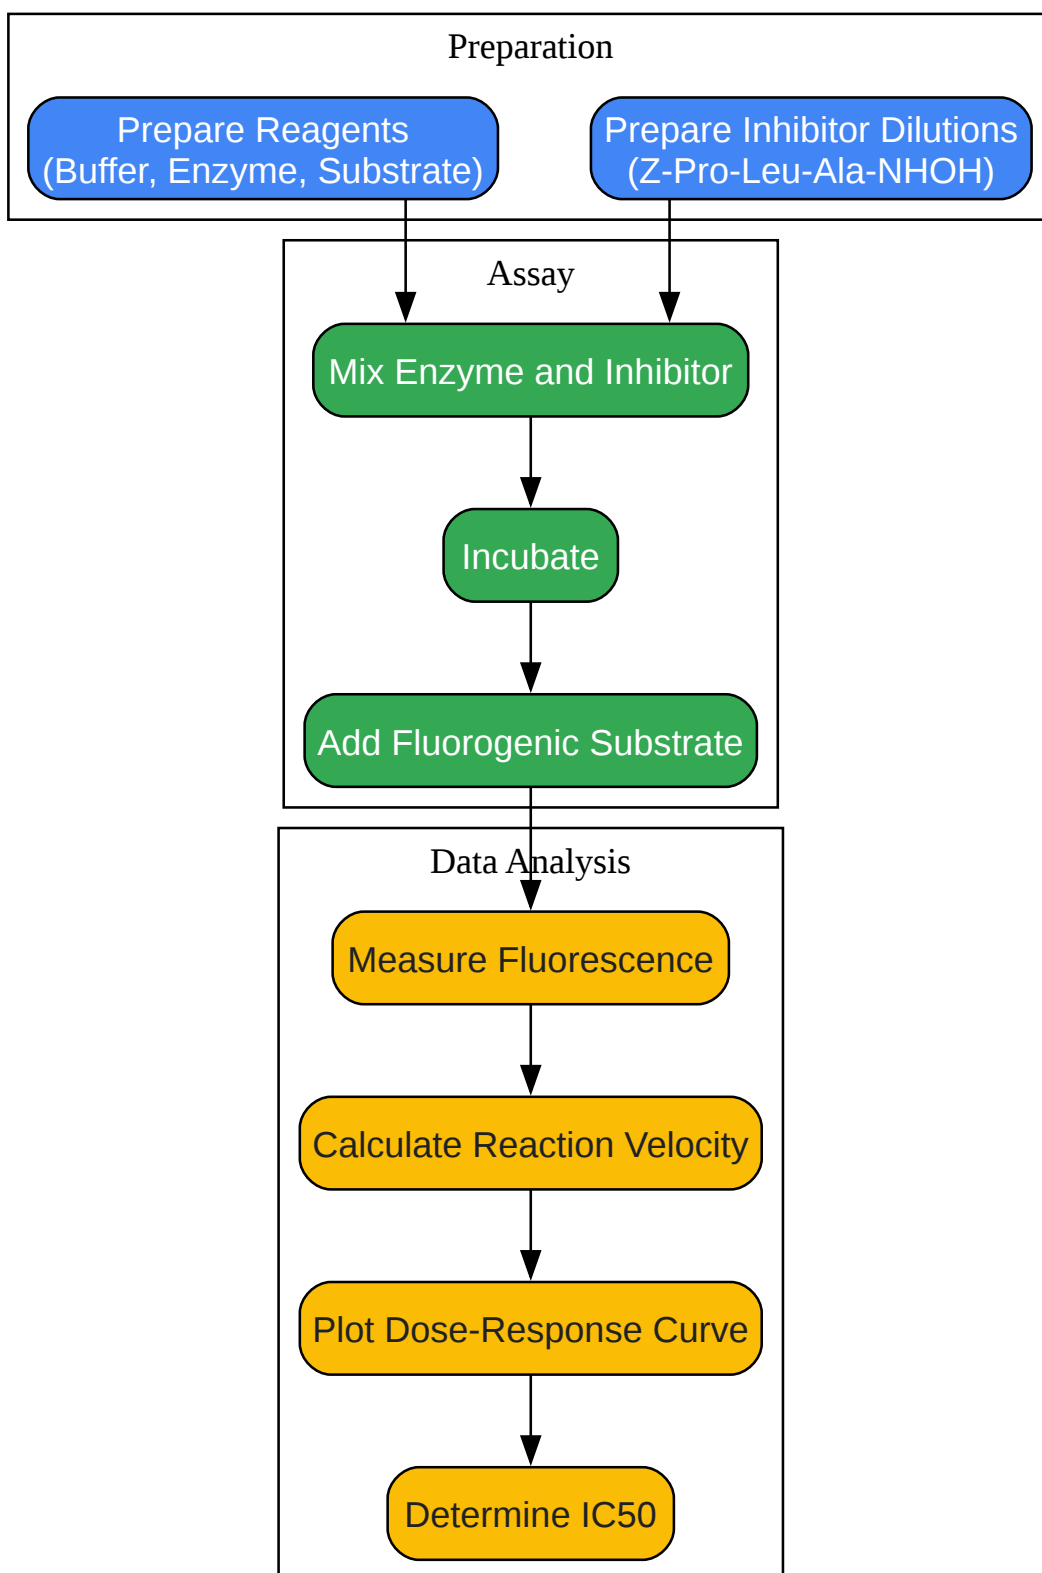 Preparation
Prepare Reagents
(Buffer, Enzyme, Substrate)
Prepare Inhibitor Dilutions
(Z-Pro-Leu-Ala-NHOH)
Assay
Mix Enzyme and Inhibitor
Incubate
Add Fluorogenic Substrate
Data Analysis
Measure Fluorescence
Calculate Reaction Velocity
Plot Dose-Response Curve
Determine IC50